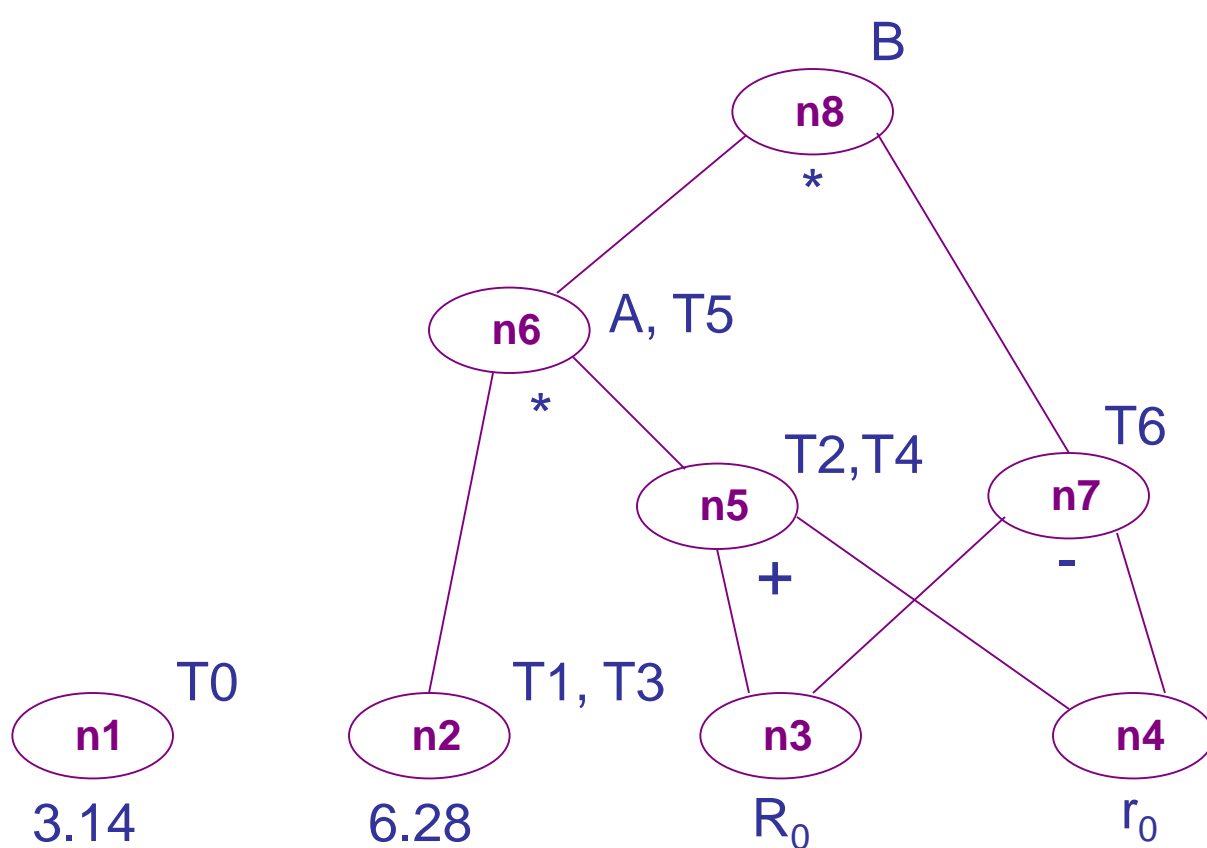 B
n8
*
n6 A, T5
*
T6
T2,T4
n5 n7
+ -
T0 T1, T3
n1 n2 n3 n4
3.14 6.28 R₀ r₀